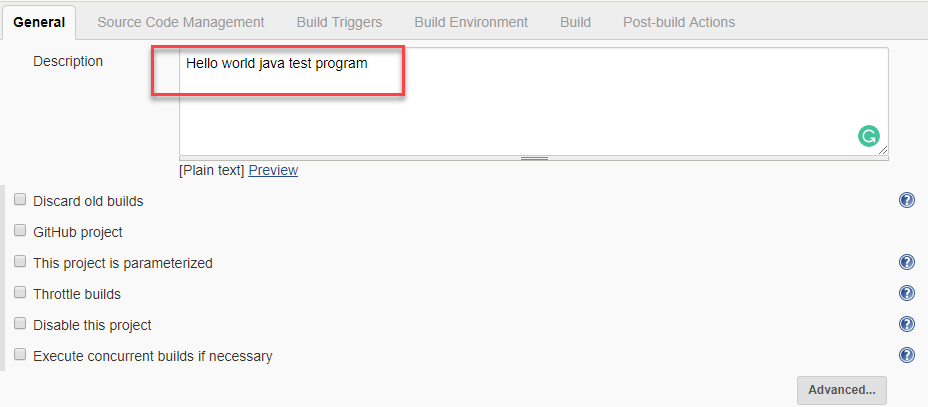 General Source Code Management Build Triggers Build Environment Build Post-build Actions
Description
Hello world java test program
[Plain text] Preview
Discard old builds
GitHub project
This project is parameterized
Throttle builds
Disable this project
Execute concurrent builds if necessary
Advanced...